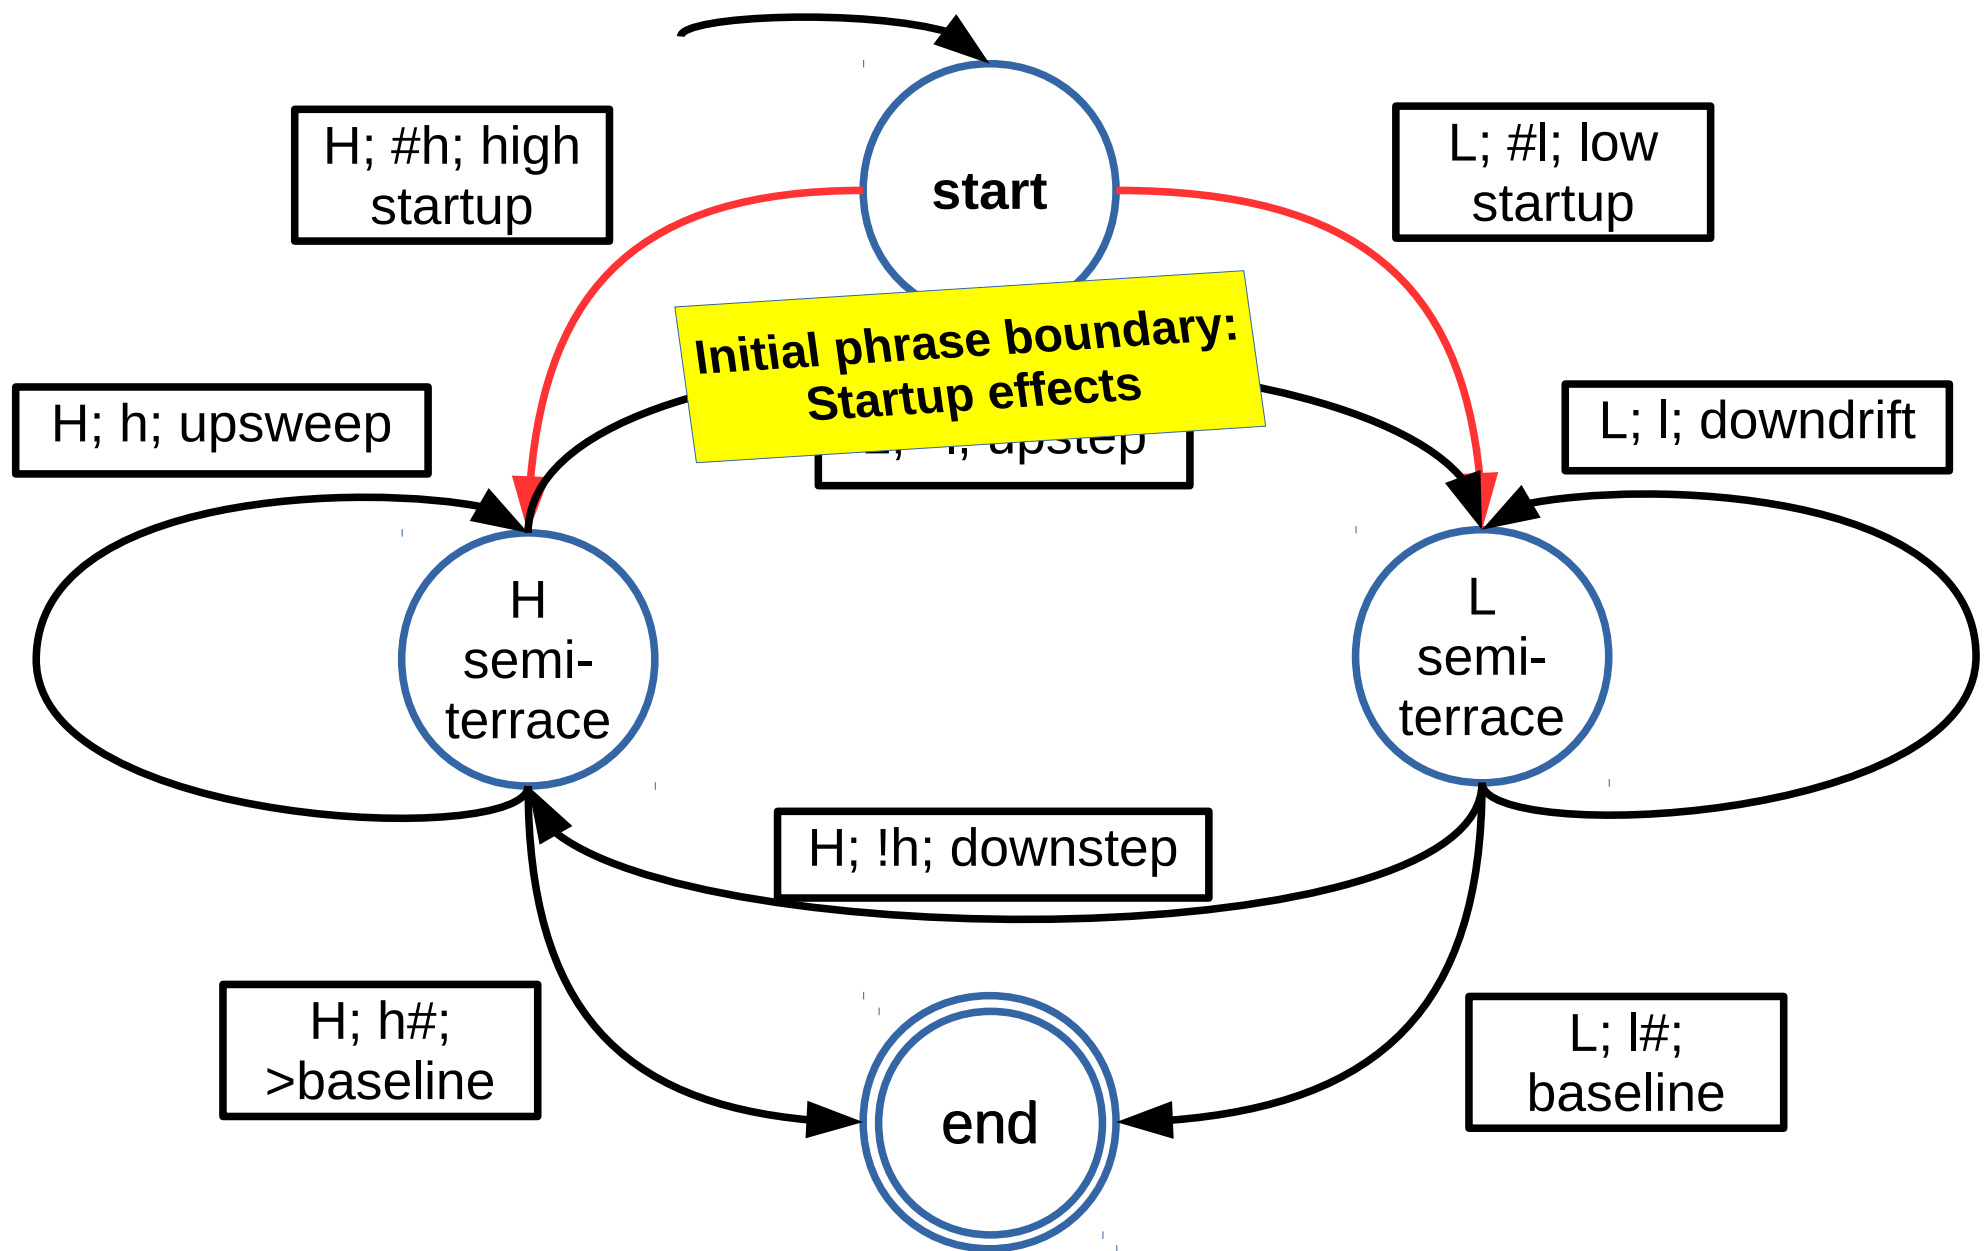 H; #h; high
startup
L; #l; low
startup
start
Initial phrase boundary:
Startup effects
upstep
H; h; upsweep
L; l; downdrift
H
semi-
terrace
L
semi-
terrace
H; !h; downstep
H; h#;
>baseline
L; l#;
baseline
end